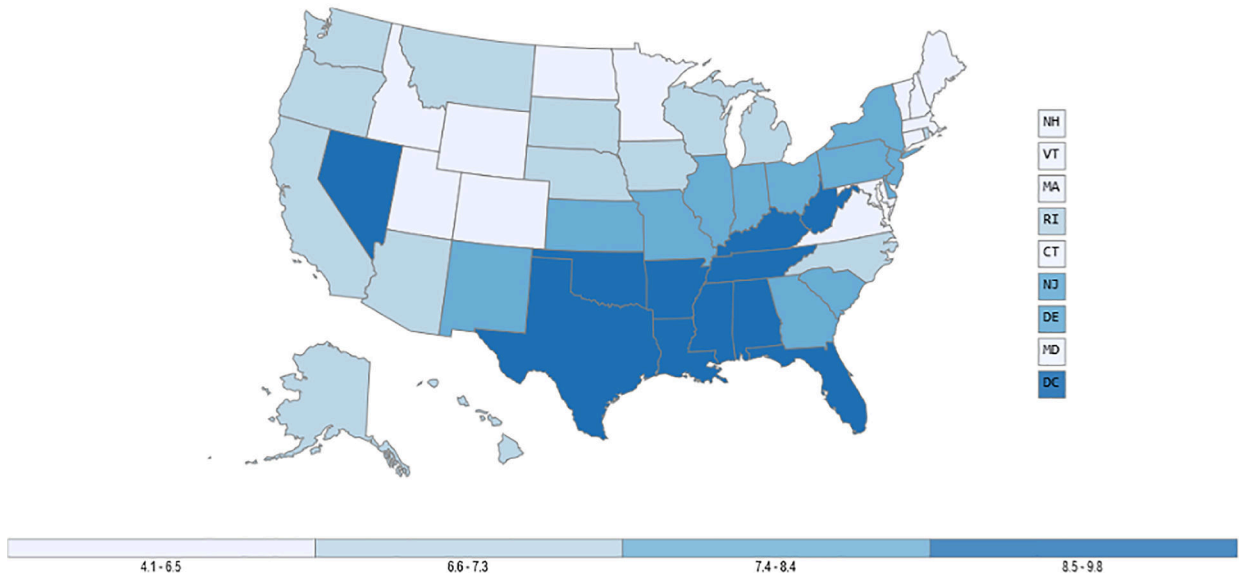 NH
VT
MA
RI
CT
NJ
DE
MD
DC
4.1 - 6.5
6.6 - 7.3
7.4 - 8.4
8.5 - 9.8